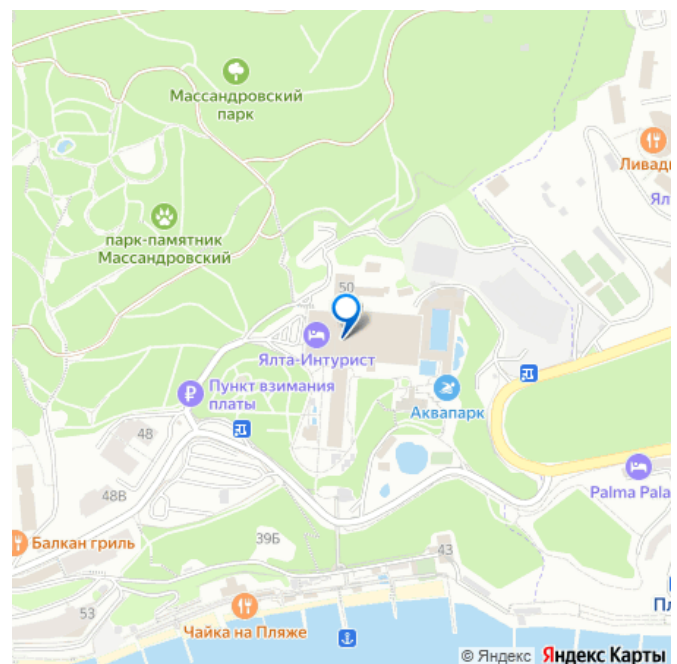 Массандровский
парк
Ливад
Ял
парк-памятник
Массандровский
50
Ялта-Интурист
Пункт взимания
платы
Аквапарк
48
Palma Pala
48В
39Б
Балкан гриль
43
53
Пл
Чайка на Пляже
© Яндекс Яндекс Карты